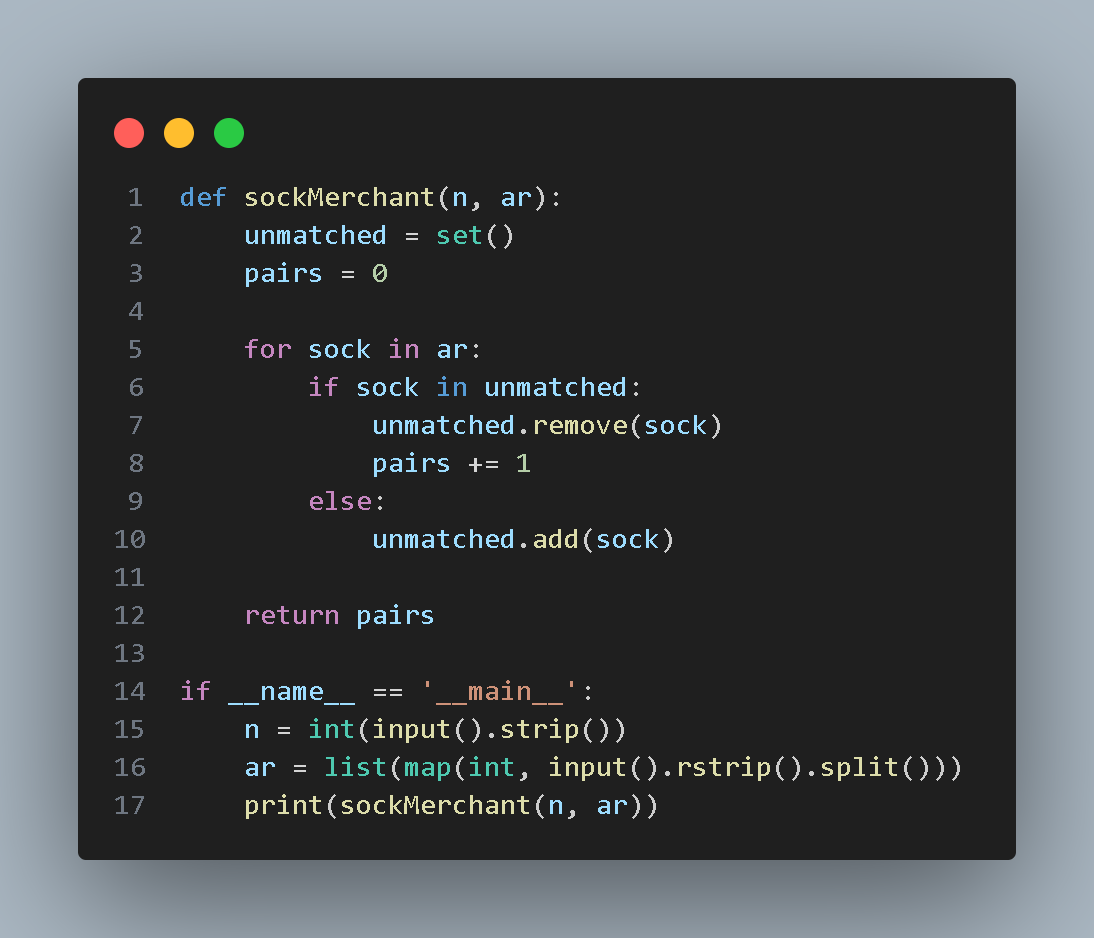 1 def sockMerchant(n, ar):
2     unmatched = set()
3     pairs = 0
4
5     for sock in ar:
6         if sock in unmatched:
7             unmatched.remove(sock)
8             pairs += 1
9         else:
10             unmatched.add(sock)
11
12     return pairs
13
14 if __name__ == '__main__':
15     n = int(input().strip())
16     ar = list(map(int, input().rstrip().split()))
17     print(sockMerchant(n, ar))